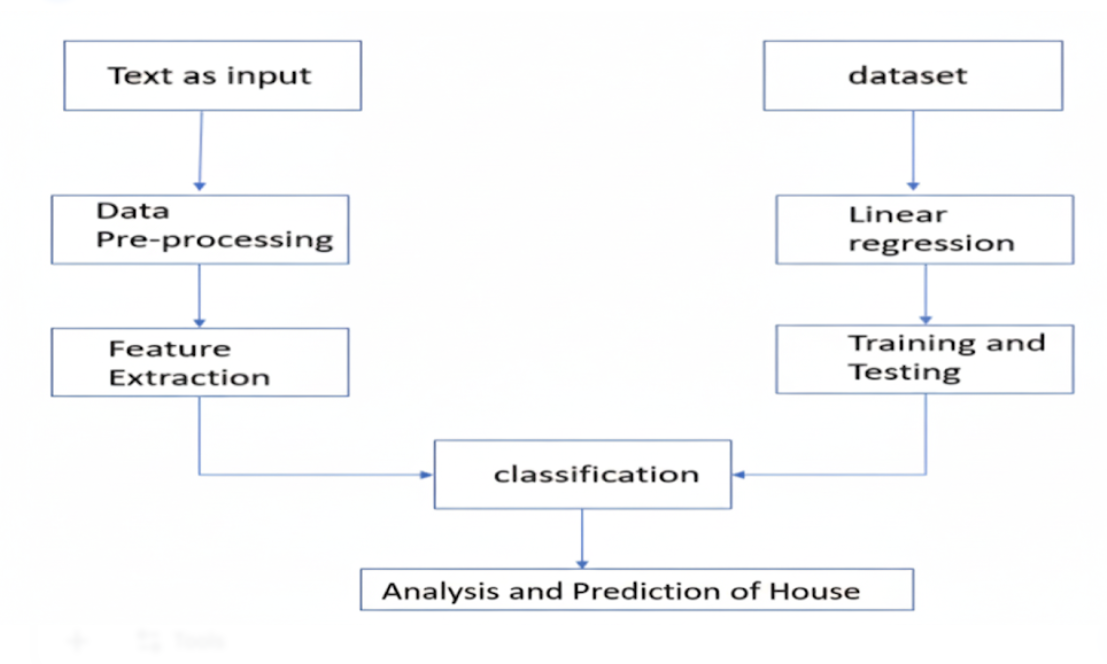 Text as input
dataset
Data
Pre-processing
Linear
regression
Feature
Extraction
Training and
Testing
classification
Analysis and Prediction of House